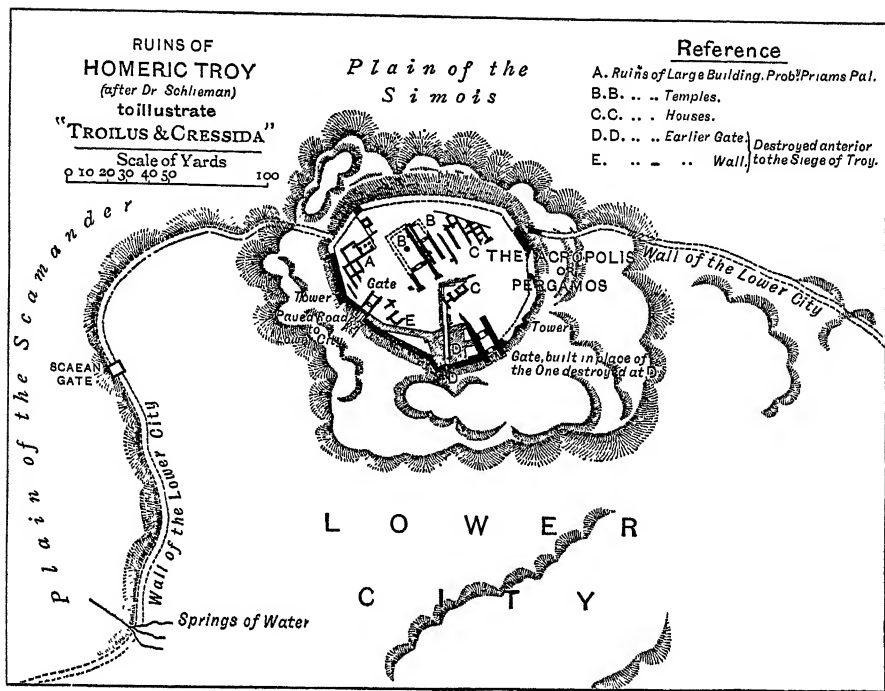 RUINS OF
HOMERIC TROY
(after Dr Schlieman)
to illustrate
"TROILUS & CRESSIDA"
Scale of Yards
0 10 20 30 40 50 100
Plain of the
Simois
Reference
A. Ruins of Large Building. Proby. Priams Pal.
B.B. .. .. Temples.
C.C. .. . Houses.
D.D. .. .. Earlier Gate.
E. .. .. .. Wall.
Destroyed anterior
to the Siege of Troy.
Plain of the Scamander
SCAEAN
GATE
Wall of the Lower City
Springs of Water
A
B
B
C
THE ACROPOLIS
OR
PERGAMOS
C
Gate
Tower
E
Paved Road
to
Lower City
D
D
Tower
Gate, built in place of
the One destroyed at D.
Wall of the Lower City
LOWER
CITY